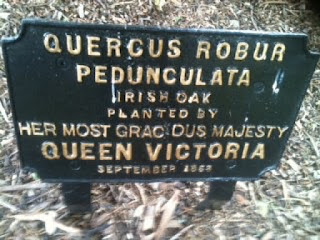 QUERCUS ROBUR
PEDUNCULATA
IRISH OAK
PLANTED BY
HER MOST GRACIOUS MAJESTY
QUEEN VICTORIA
SEPTEMBER